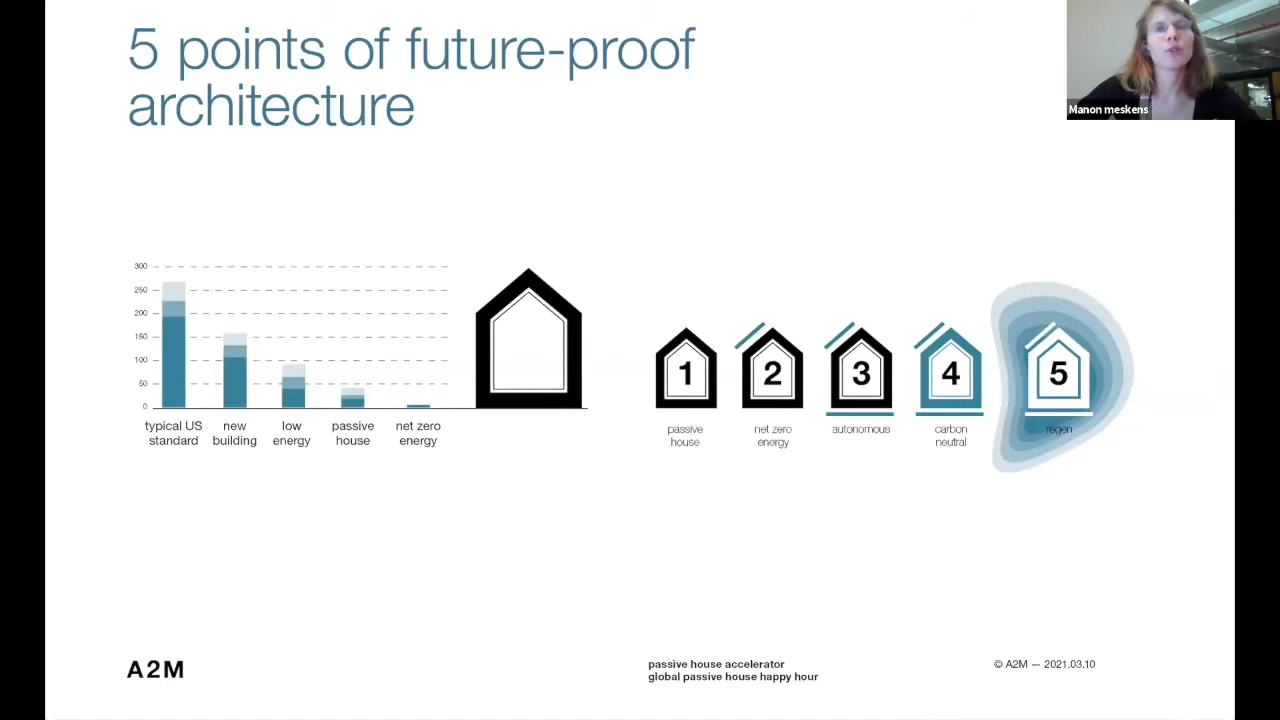 5 points of future-proof
architecture
Manon meskens
300
250
200
150
100
50
0
typical US
standard
new
building
low
energy
passive
house
net zero
energy
1
2
3
4
5
passive
house
net zero
energy
autonomous
carbon
neutral
regen
A2M
passive house accelerator
global passive house happy hour
© A2M — 2021.03.10